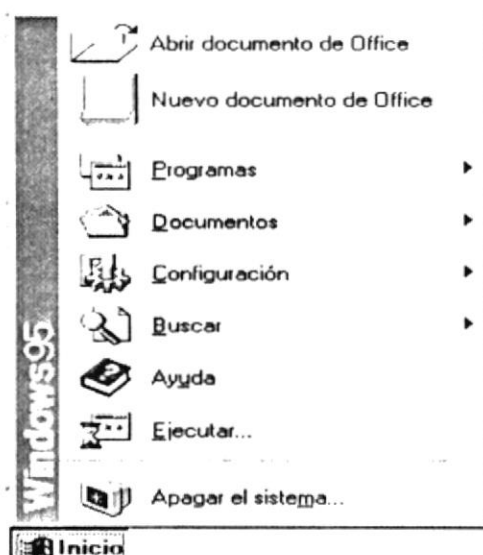 Abrir documento de Office
Nuevo documento de Office
Programas
Documentos
Configuración
Buscar
Ayuda
Ejecutar...
Apagar el sistema...
Windows95
Inicio